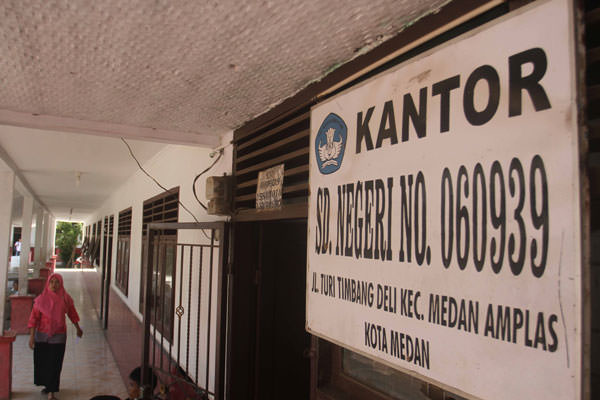 KANTOR
SD. NEGERI NO. 060939
JL. TURI TIMBANG DELI KEC. MEDAN AMPLAS
KOTA MEDAN